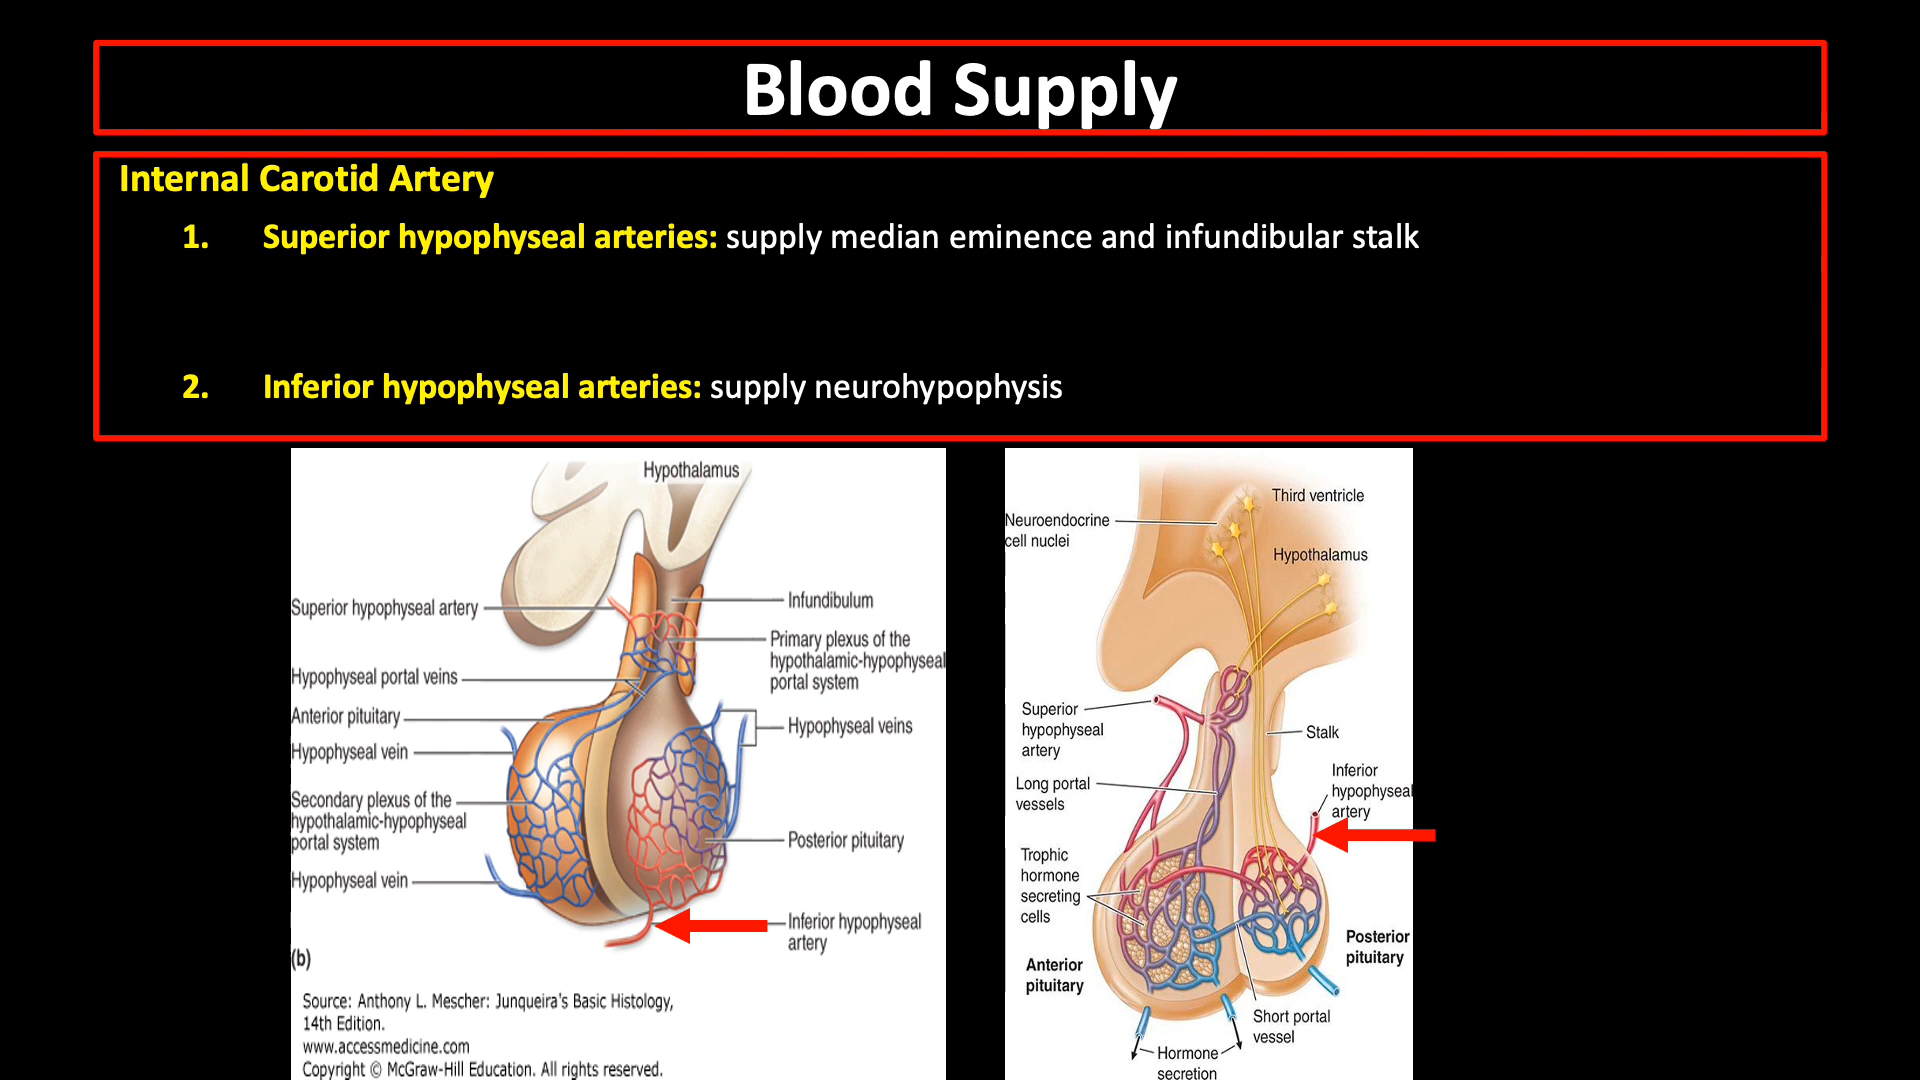 Blood Supply
Internal Carotid Artery
1. Superior hypophyseal arteries: supply median eminence and infundibular stalk
2. Inferior hypophyseal arteries: supply neurohypophysis
Hypothalamus
Superior hypophyseal artery
Hypophyseal portal veins
Anterior pituitary
Hypophyseal vein
Secondary plexus of the
hypothalamic-hypophyseal
portal system
Hypophyseal vein
Infundibulum
Primary plexus of the
hypothalamic-hypophyseal
portal system
Hypophyseal veins
Posterior pituitary
Inferior hypophyseal
artery
(b)
Source: Anthony L. Mescher: Junqueira's Basic Histology,
14th Edition.
www.accessmedicine.com
Copyright © McGraw-Hill Education. All rights reserved.
Third ventricle
Neuroendocrine
cell nuclei
Hypothalamus
Superior
hypophyseal
artery
Stalk
Long portal
vessels
Inferior
hypophyseal
artery
Trophic
hormone
secreting
cells
Anterior
pituitary
Posterior
pituitary
Short portal
vessel
Hormone
secretion